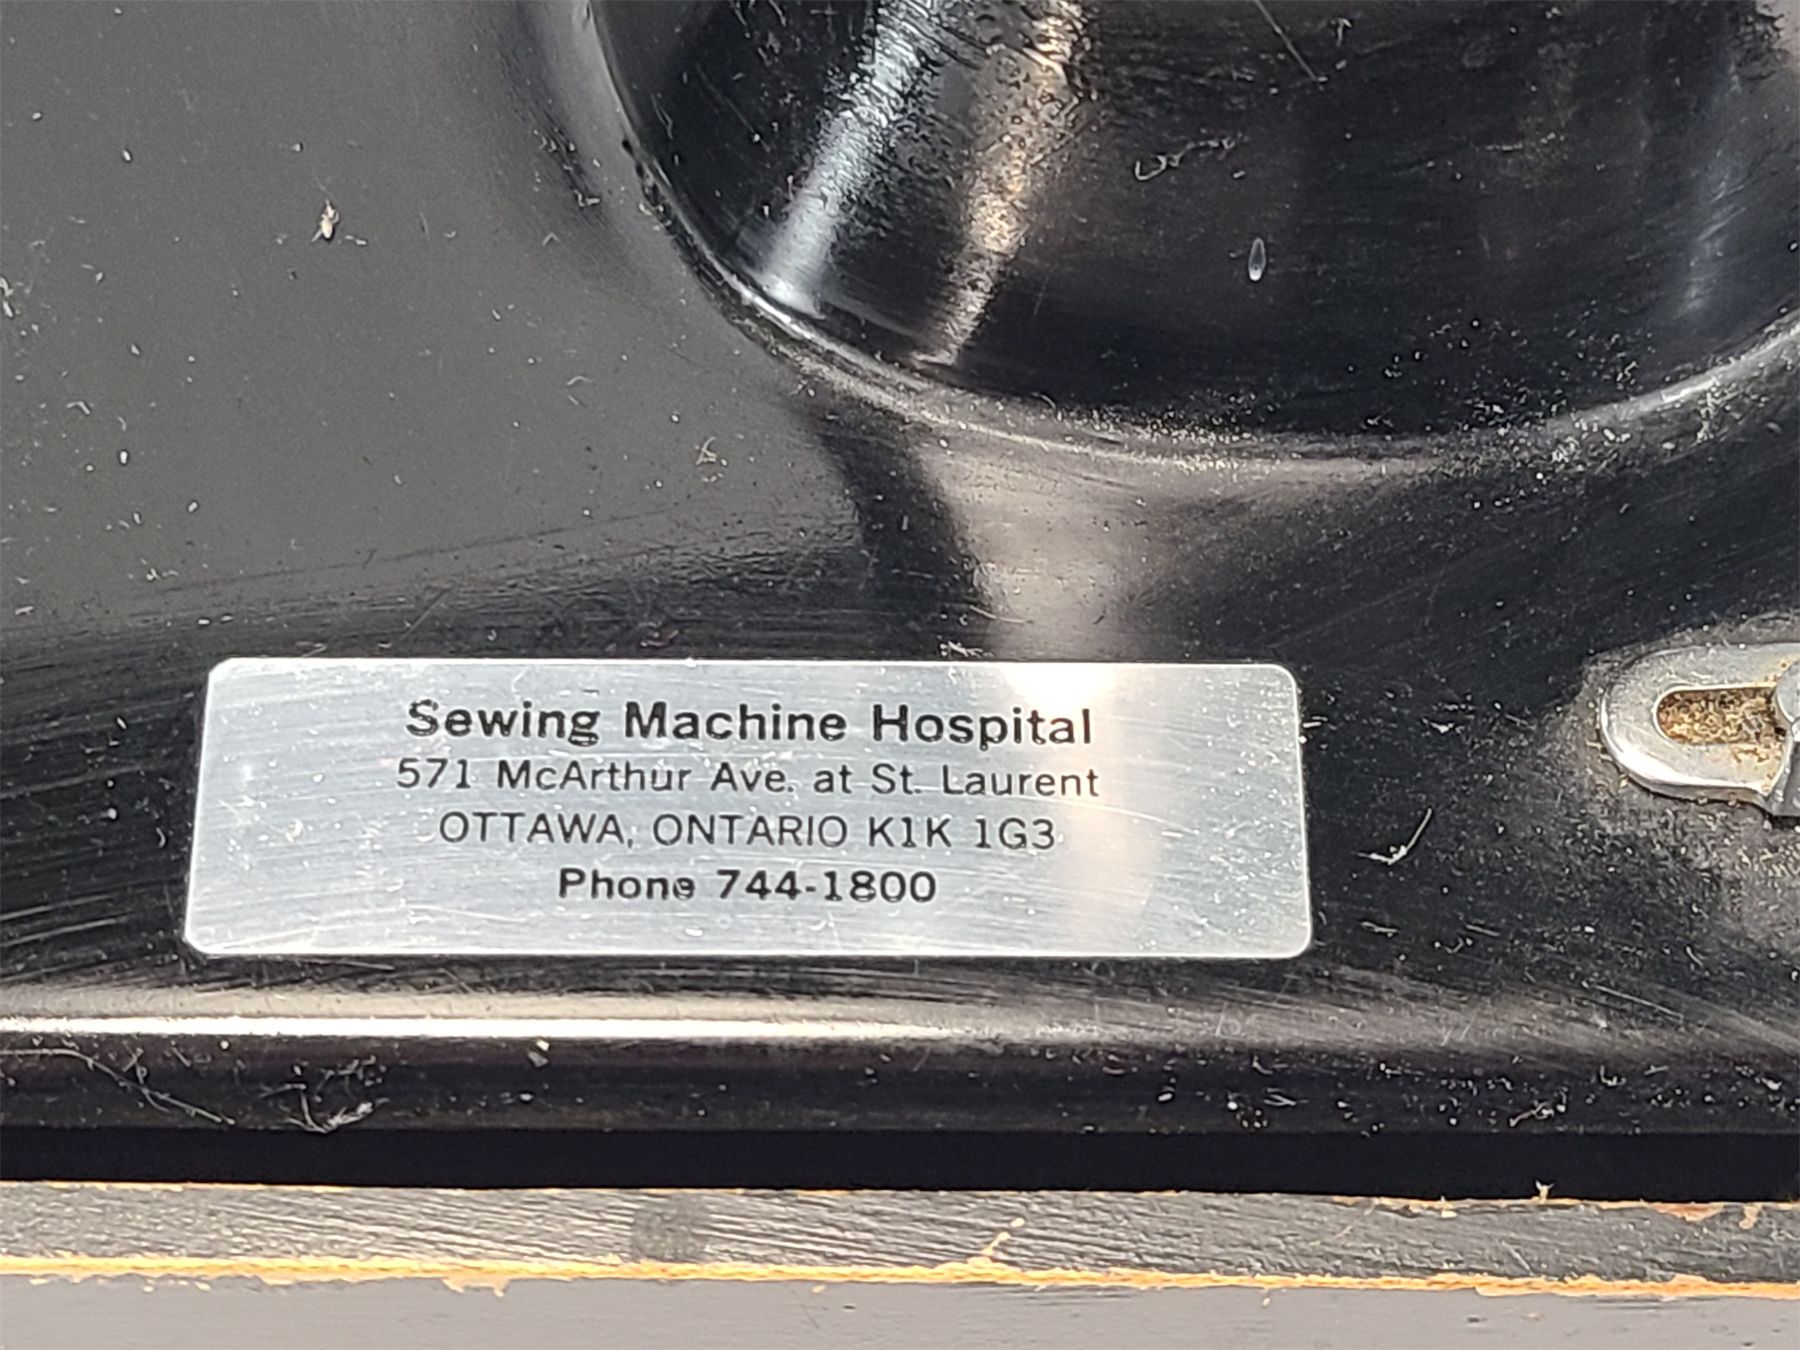 Sewing Machine Hospital
571 McArthur Ave. at St. Laurent
OTTAWA, ONTARIO K1K 1G3
Phone 744-1800